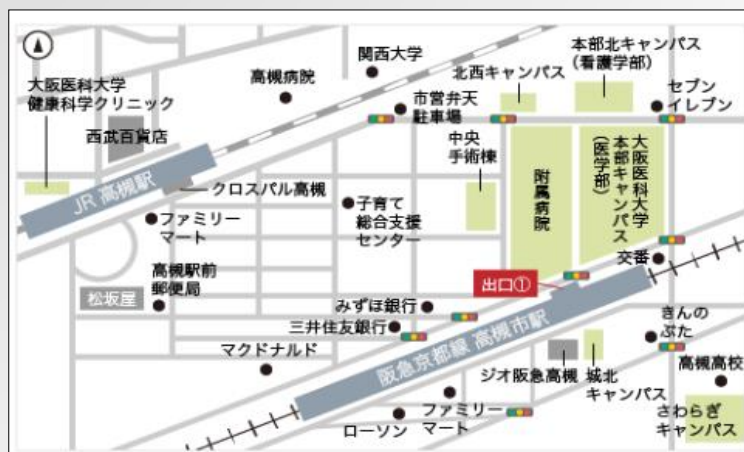 関西大学
本部北キャンパス
(看護学部)
高槻病院
北西キャンパス
大阪医科大学
健康科学クリニック
市営弁天
駐車場
セブン
イレブン
西武百貨店
中央
手術棟
大阪医科大学
本部キャンパス
(医学部)
附属病院
JR 高槻駅
クロスパル高槻
子育て
総合支援
センター
ファミリー
マート
交番
高槻駅前
郵便局
出口①
松坂屋
みずほ銀行
三井住友銀行
きんの
ぶた
マクドナルド
阪急京都線 高槻市駅
ジオ阪急高槻
城北
キャンパス
高槻高校
ファミリー
マート
ローソン
さわらぎ
キャンパス